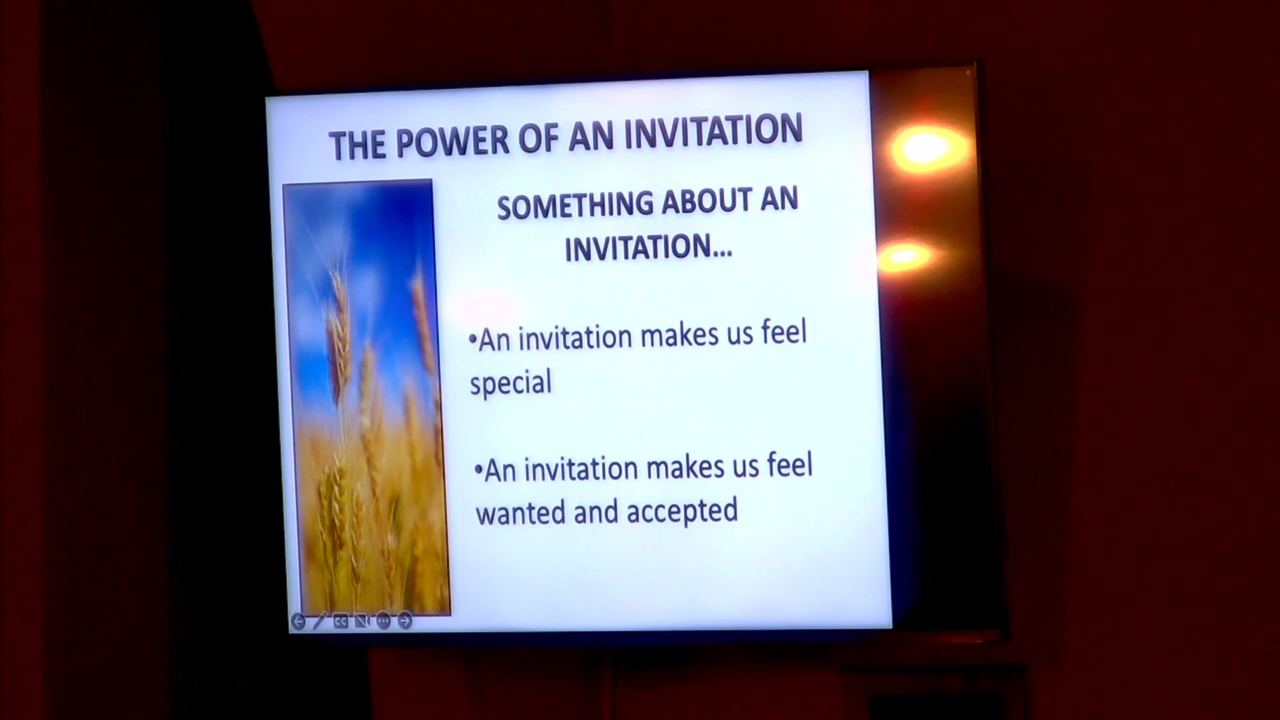 THE POWER OF AN INVITATION
SOMETHING ABOUT AN
INVITATION...
•An invitation makes us feel
special
•An invitation makes us feel
wanted and accepted
CC